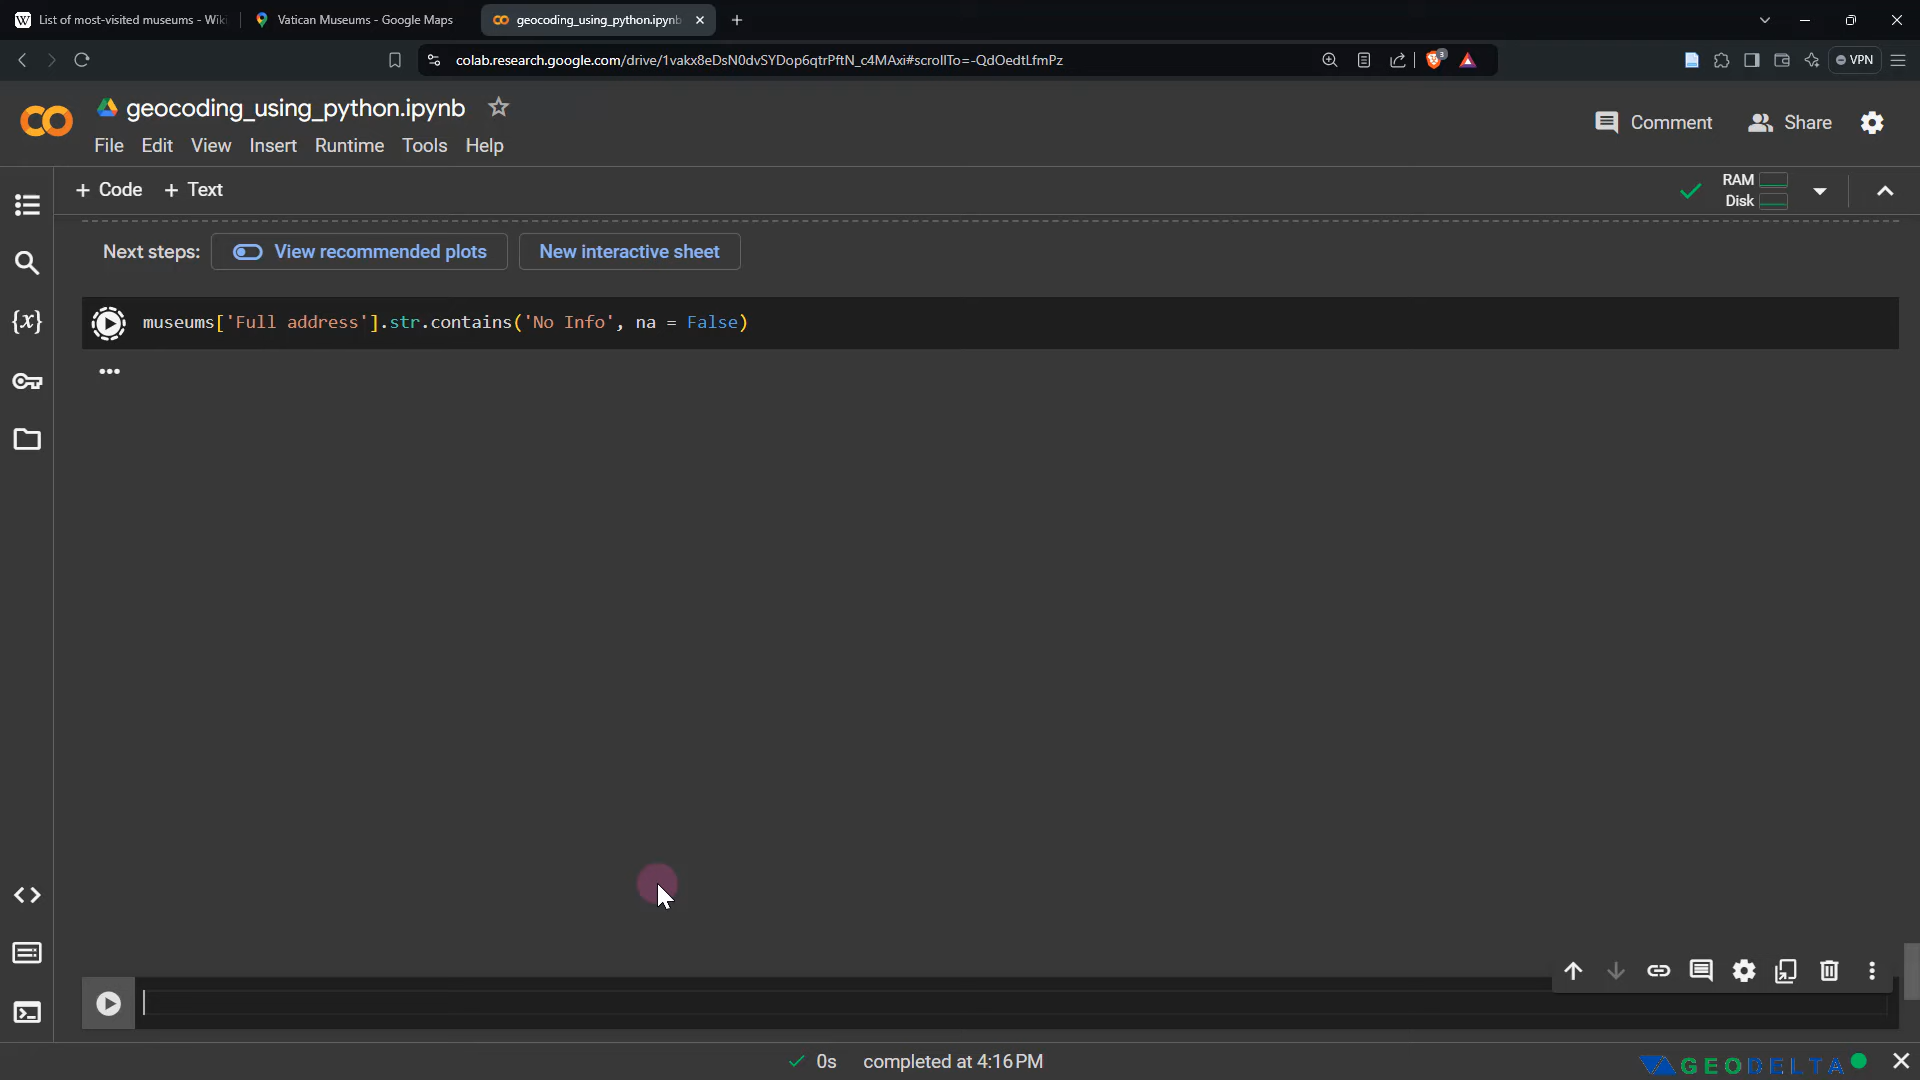 List of most-visited museums - Wiki
Vatican Museums - Google Maps
geocoding_using_python.ipynb
colab.research.google.com/drive/1vakx8eDsN0dvSYDop6qtrPftN_c4MAxi#scrollTo=-QdOedtLfmPz
3
VPN
geocoding_using_python.ipynb
File Edit View Insert Runtime Tools Help
Comment
Share
+ Code + Text
RAM
Disk
Next steps: View recommended plots New interactive sheet
museums['Full address'].str.contains('No Info', na = False)
0s completed at 4:16 PM
GEODELTA